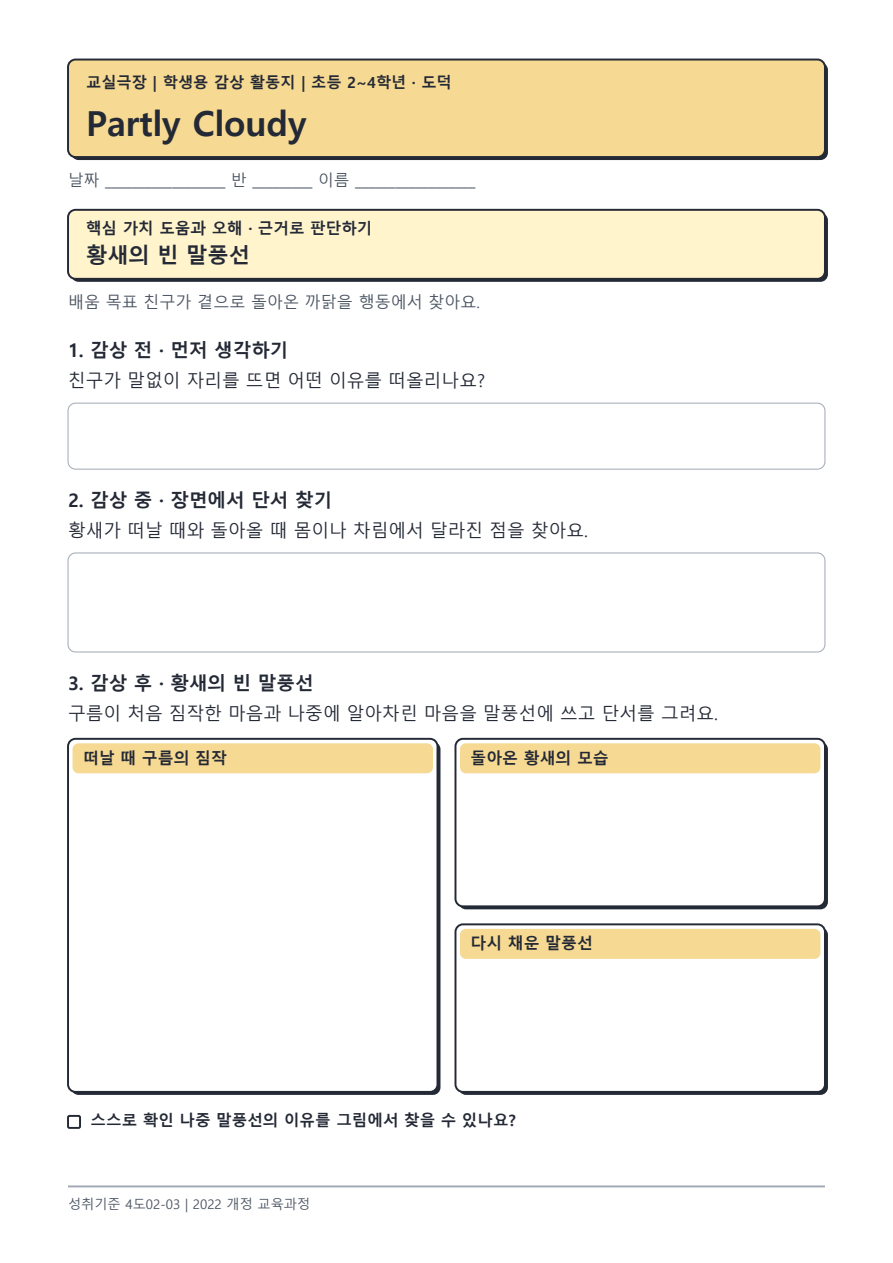 교실극장 | 학생용 감상 활동지 | 초등 2~4학년 · 도덕
Partly Cloudy
날짜 _______________ 반 _______ 이름 _______________
핵심 가치 도움과 오해 · 근거로 판단하기
황새의 빈 말풍선
배움 목표 친구가 곁으로 돌아온 까닭을 행동에서 찾아요.
1. 감상 전 · 먼저 생각하기
친구가 말없이 자리를 뜨면 어떤 이유를 떠올리나요?
2. 감상 중 · 장면에서 단서 찾기
황새가 떠날 때와 돌아올 때 몸이나 차림에서 달라진 점을 찾아요.
3. 감상 후 · 황새의 빈 말풍선
구름이 처음 짐작한 마음과 나중에 알아차린 마음을 말풍선에 쓰고 단서를 그려요.
떠날 때 구름의 짐작
돌아온 황새의 모습
다시 채운 말풍선
스스로 확인 나중 말풍선의 이유를 그림에서 찾을 수 있나요?
성취기준 4도02-03 | 2022 개정 교육과정